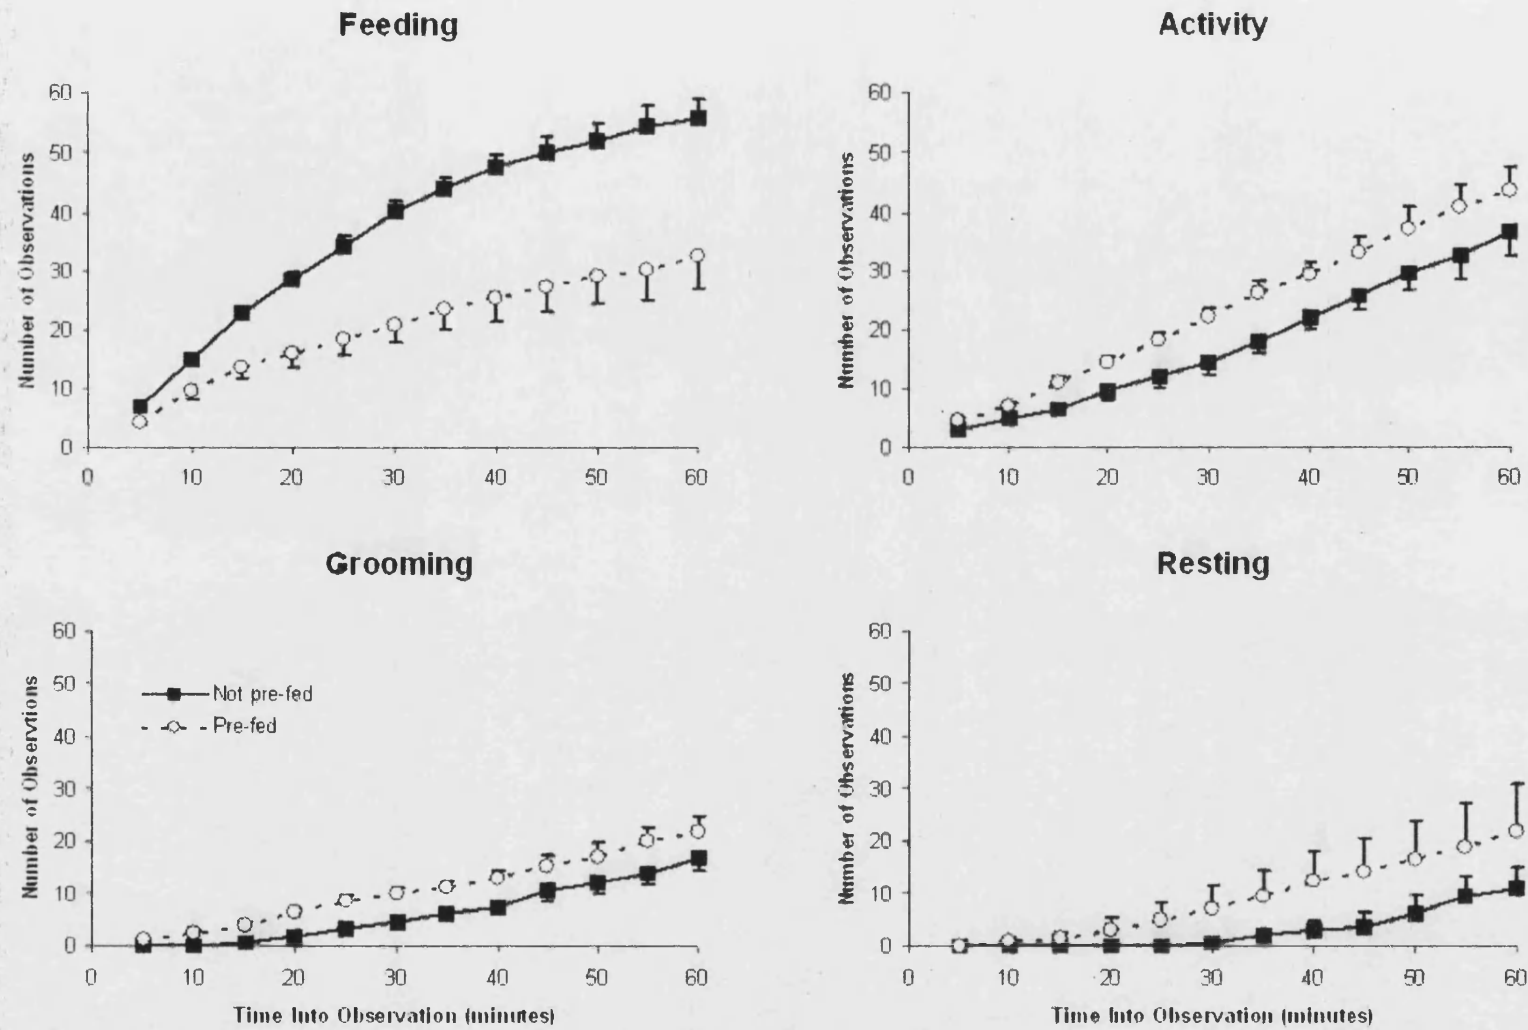 Feeding
Activity
Number of Observations
60
50
40
30
20
10
0
0 10 20 30 40 50 60
Number of Observations
60
50
40
30
20
10
0
0 10 20 30 40 50 60
Grooming
Resting
Number of Observtions
60
50
40
30
20
10
0
Not pre-fed
Pre-fed
0 10 20 30 40 50 60
Time Into Observation (minutes)
Number of Observations
60
50
40
30
20
10
0
0 10 20 30 40 50 60
Time Into Observation (minutes)